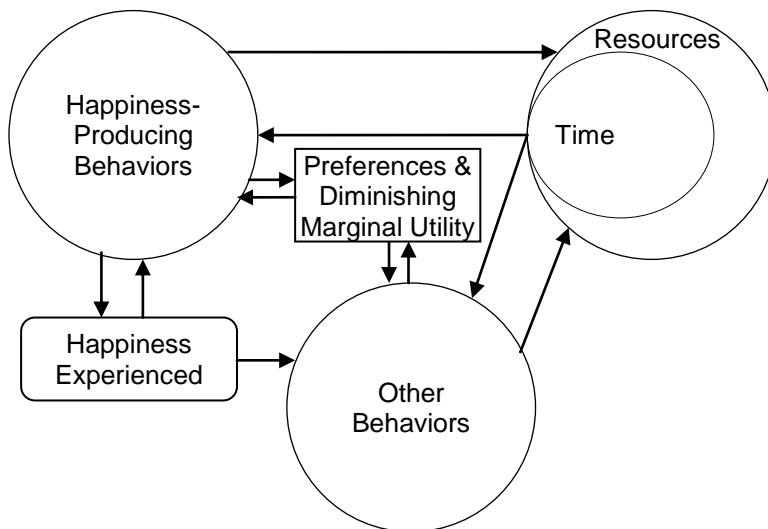 Resources
Happiness-
Producing
Behaviors
Time
Preferences &
Diminishing
Marginal Utility
Happiness
Experienced
Other
Behaviors